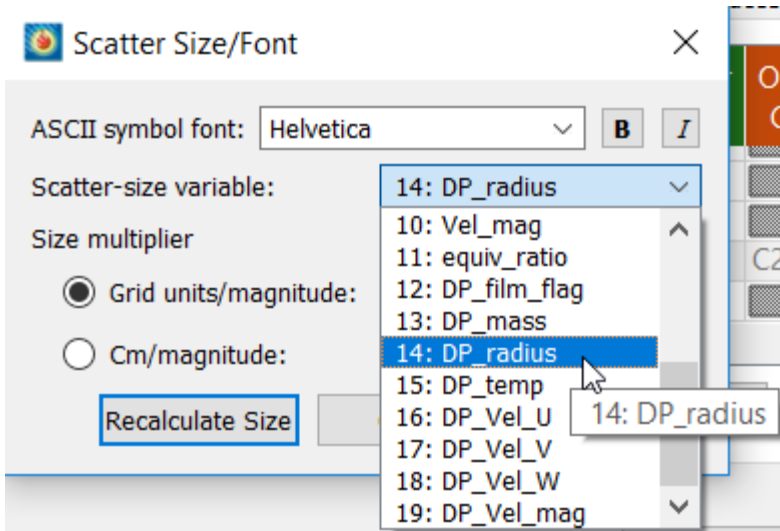 Scatter Size/Font
ASCII symbol font: Helvetica B I
Scatter-size variable: 14: DP_radius
Size multiplier
Grid units/magnitude:
Cm/magnitude:
Recalculate Size
10: Vel_mag
11: equiv_ratio
12: DP_film_flag
13: DP_mass
14: DP_radius
15: DP_temp
16: DP_Vel_U
17: DP_Vel_V
18: DP_Vel_W
19: DP_Vel_mag
14: DP_radius